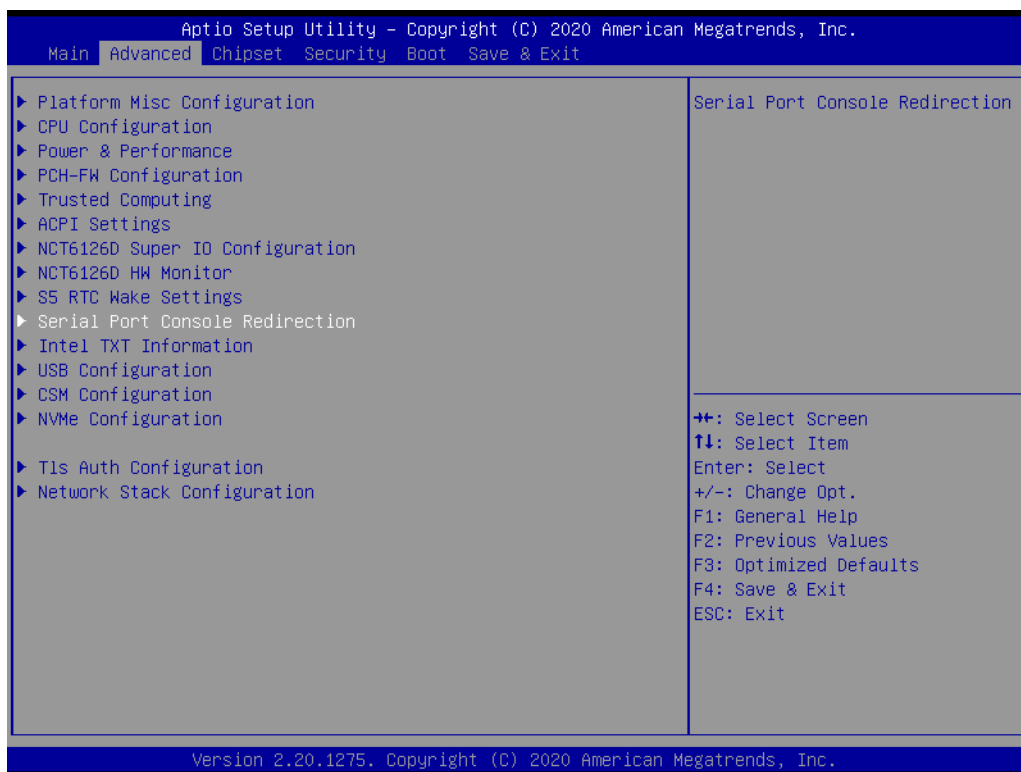 Aptio Setup Utility – Copyright (C) 2020 American Megatrends, Inc.
Main Advanced Chipset Security Boot Save & Exit
Platform Misc Configuration
CPU Configuration
Power & Performance
PCH-FW Configuration
Trusted Computing
ACPI Settings
NCT6126D Super IO Configuration
NCT6126D HW Monitor
S5 RTC Wake Settings
Serial Port Console Redirection
Intel TXT Information
USB Configuration
CSM Configuration
NVMe Configuration
Tls Auth Configuration
Network Stack Configuration
Serial Port Console Redirection
→←: Select Screen
↑↓: Select Item
Enter: Select
+/-: Change Opt.
F1: General Help
F2: Previous Values
F3: Optimized Defaults
F4: Save & Exit
ESC: Exit
Version 2.20.1275. Copyright (C) 2020 American Megatrends, Inc.